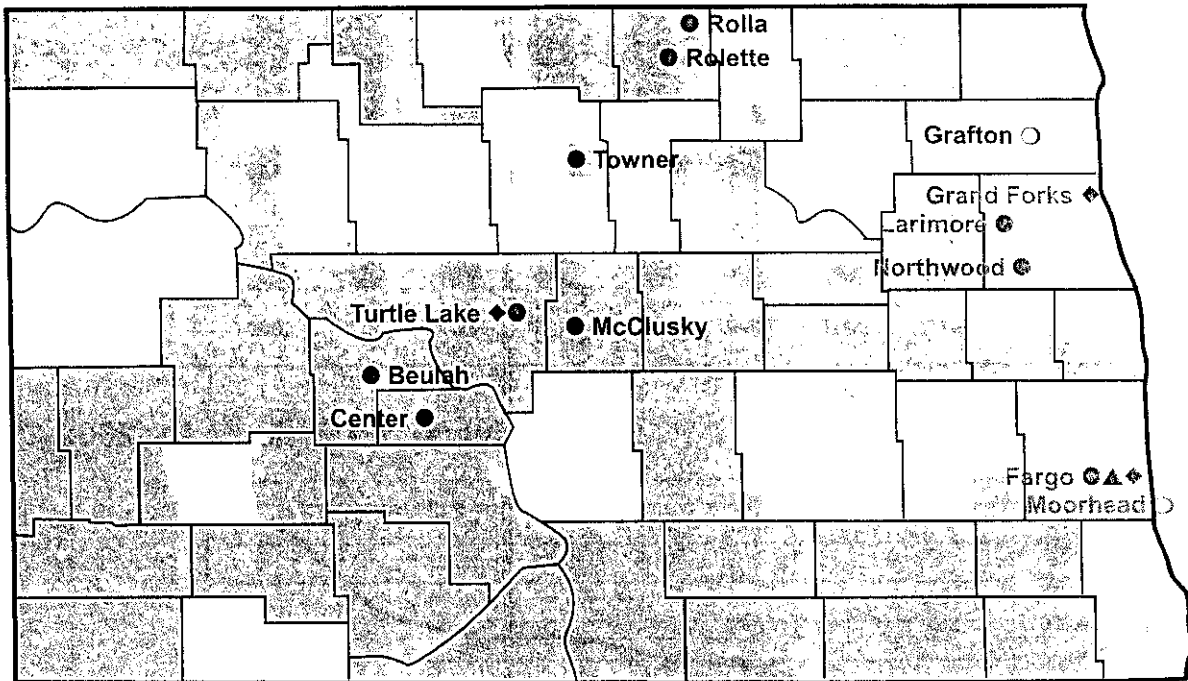 Rolla
Rolette
Grafton
Towner
Grand Forks
Larimore
Northwood
Turtle Lake
McClusky
Beulah
Center
Fargo
Moorhead